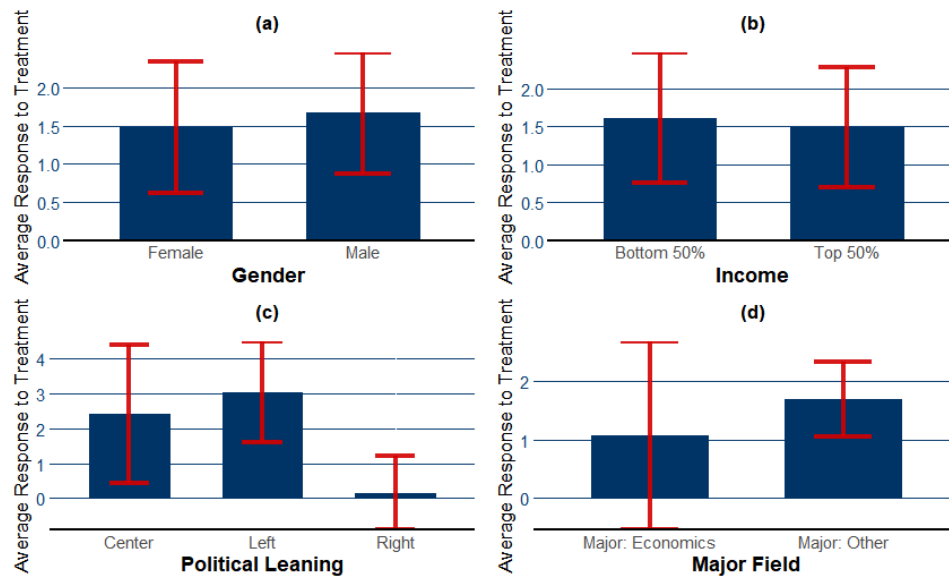 (a)
Average Response to Treatment
2.0
1.5
1.0
0.5
0.0
Female
Male
Gender
(b)
Average Response to Treatment
2.0
1.5
1.0
0.5
0.0
Bottom 50%
Top 50%
Income
(c)
Average Response to Treatment
4
3
2
1
0
Center
Left
Right
Political Leaning
(d)
Average Response to Treatment
2
1
0
Major: Economics
Major: Other
Major Field